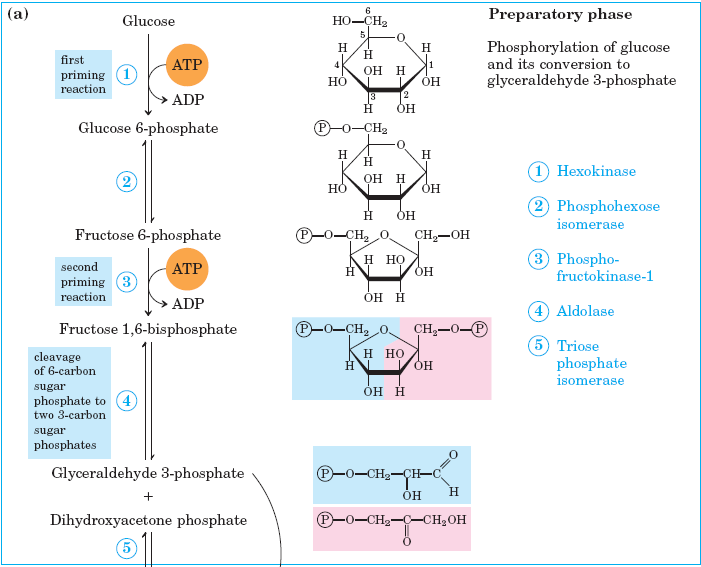 (a)
Glucose
first
priming
reaction
1
ATP
ADP
Glucose 6-phosphate
2
Fructose 6-phosphate
second
priming
reaction
3
ATP
ADP
Fructose 1,6-bisphosphate
cleavage
of 6-carbon
sugar
phosphate to
two 3-carbon
sugar
phosphates
4
Glyceraldehyde 3-phosphate
+
Dihydroxyacetone phosphate
5
6
HO—CH₂
5
O
H
H
H
4
OH
H
1
HO
OH
3
2
H
OH
P—O—CH₂
O
H
H
H
OH
H
HO
OH
H
OH
P—O—CH₂
O
CH₂—OH
H
HO
H
OH
OH
H
P—O—CH₂
O
CH₂—O—P
H
HO
H
OH
OH
H
O
P—O—CH₂—CH—C
OH
H
P—O—CH₂—C—CH₂OH
O
Preparatory phase
Phosphorylation of glucose
and its conversion to
glyceraldehyde 3-phosphate
1 Hexokinase
2 Phosphohexose
isomerase
3 Phospho-
fructokinase-1
4 Aldolase
5 Triose
phosphate
isomerase